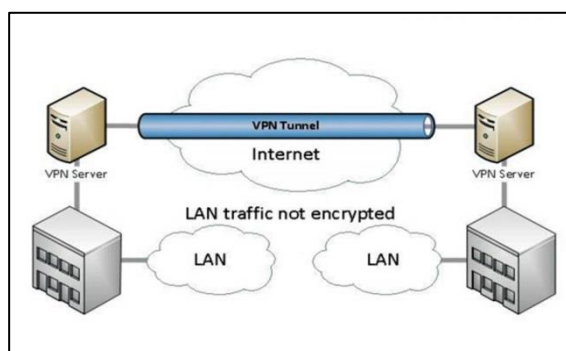 VPN Tunnel
Internet
VPN Server
VPN Server
LAN traffic not encrypted
LAN
LAN